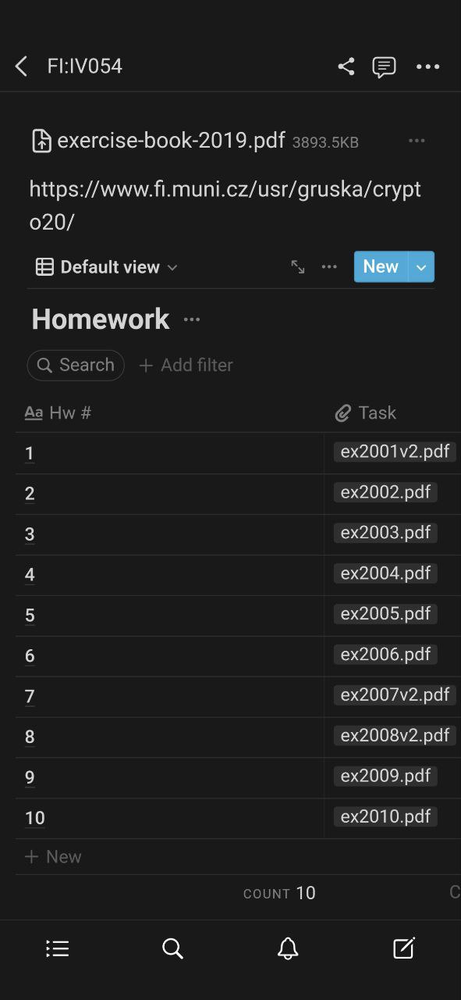 FI:IV054
exercise-book-2019.pdf 3893.5KB
https://www.fi.muni.cz/usr/gruska/crypt
o20/
Default view
New
Homework
Search
+ Add filter
Aa Hw #
Task
1
ex2001v2.pdf
2
ex2002.pdf
3
ex2003.pdf
4
ex2004.pdf
5
ex2005.pdf
6
ex2006.pdf
7
ex2007v2.pdf
8
ex2008v2.pdf
9
ex2009.pdf
10
ex2010.pdf
+ New
COUNT 10
C